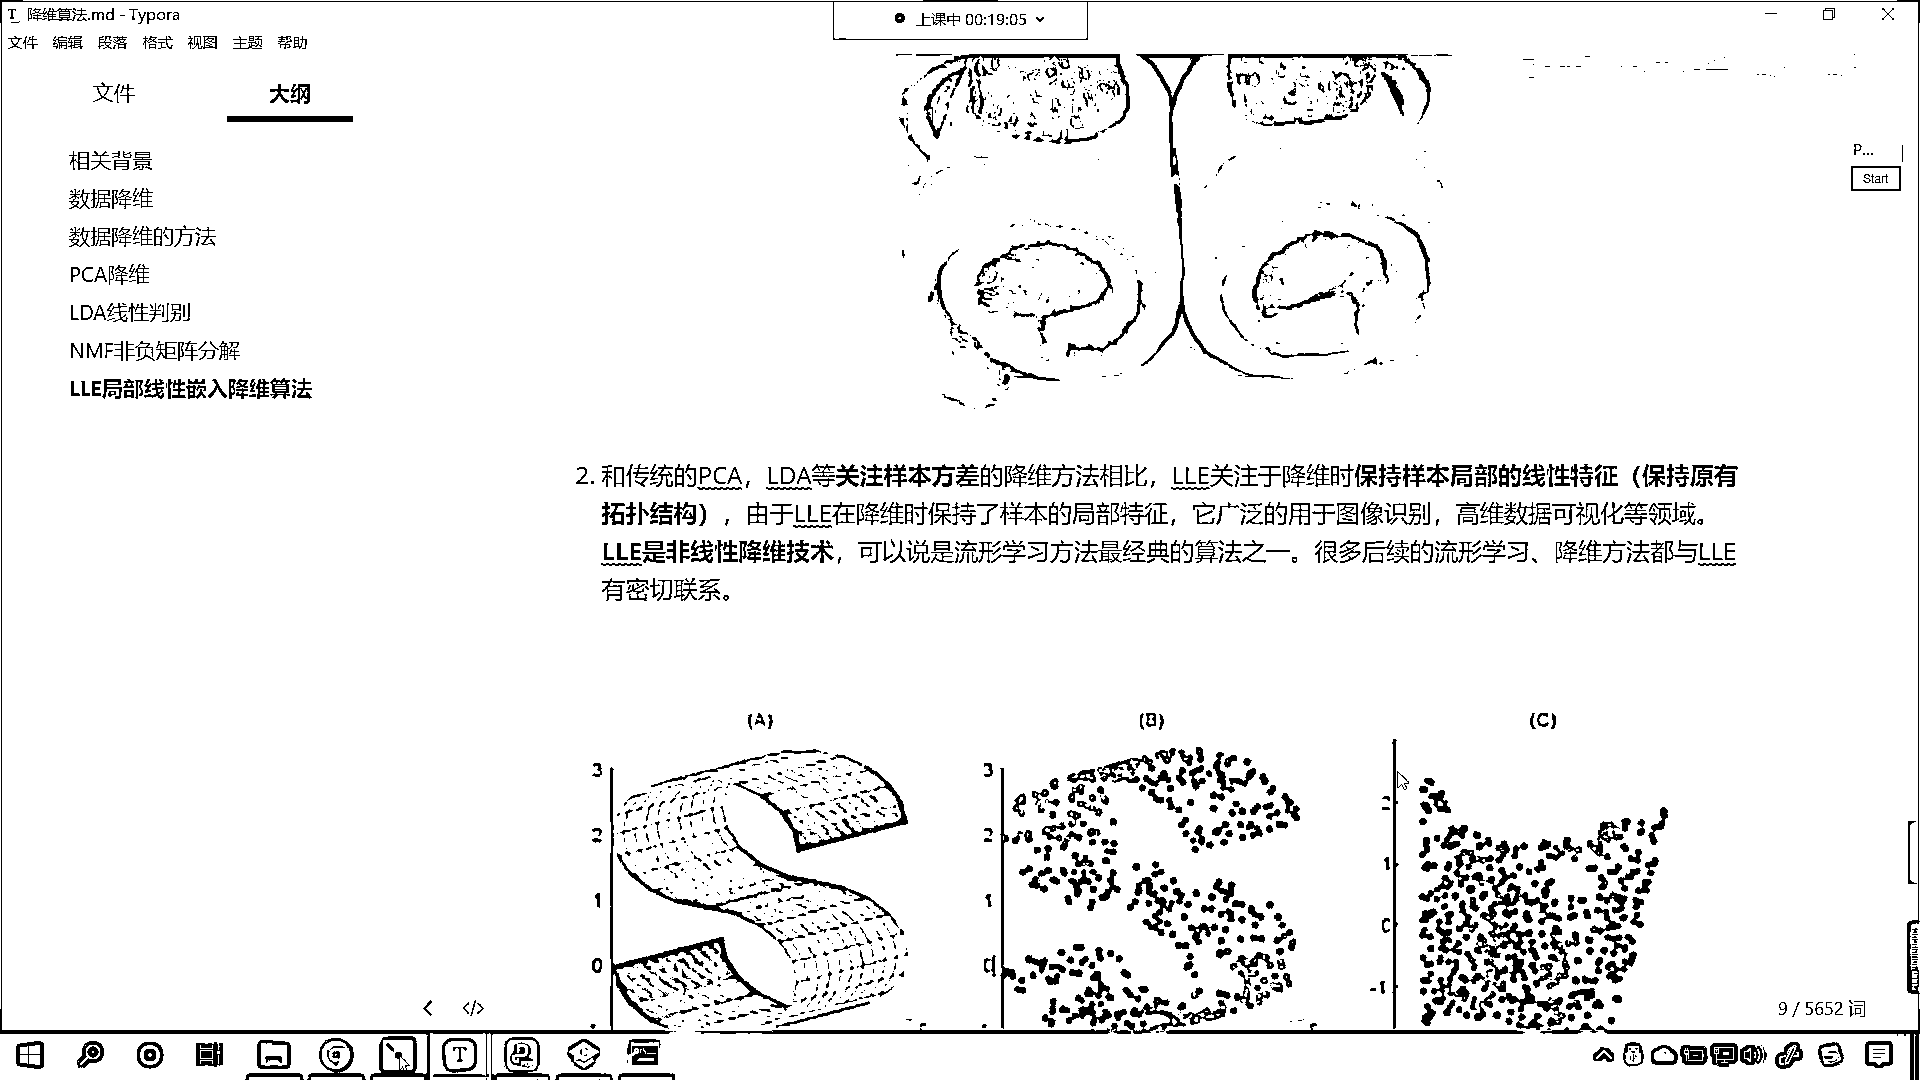 降维算法.md - Typora
上课中 00:19:05
文件 编辑 段落 格式 视图 主题 帮助
文件 大纲
相关背景
数据降维
数据降维的方法
PCA降维
LDA线性判别
NMF非负矩阵分解
LLE局部线性嵌入降维算法
P...
Start
2. 和传统的PCA，LDA等关注样本方差的降维方法相比，LLE关注于降维时保持样本局部的线性特征（保持原有
拓扑结构），由于LLE在降维时保持了样本的局部特征，它广泛的用于图像识别，高维数据可视化等领域。
LLE是非线性降维技术，可以说是流形学习方法最经典的算法之一。很多后续的流形学习、降维方法都与LLE
有密切联系。
(A) (B) (C)
3 3
2 2 2
1 1 1
0 0 0
-1
9 / 5652 词